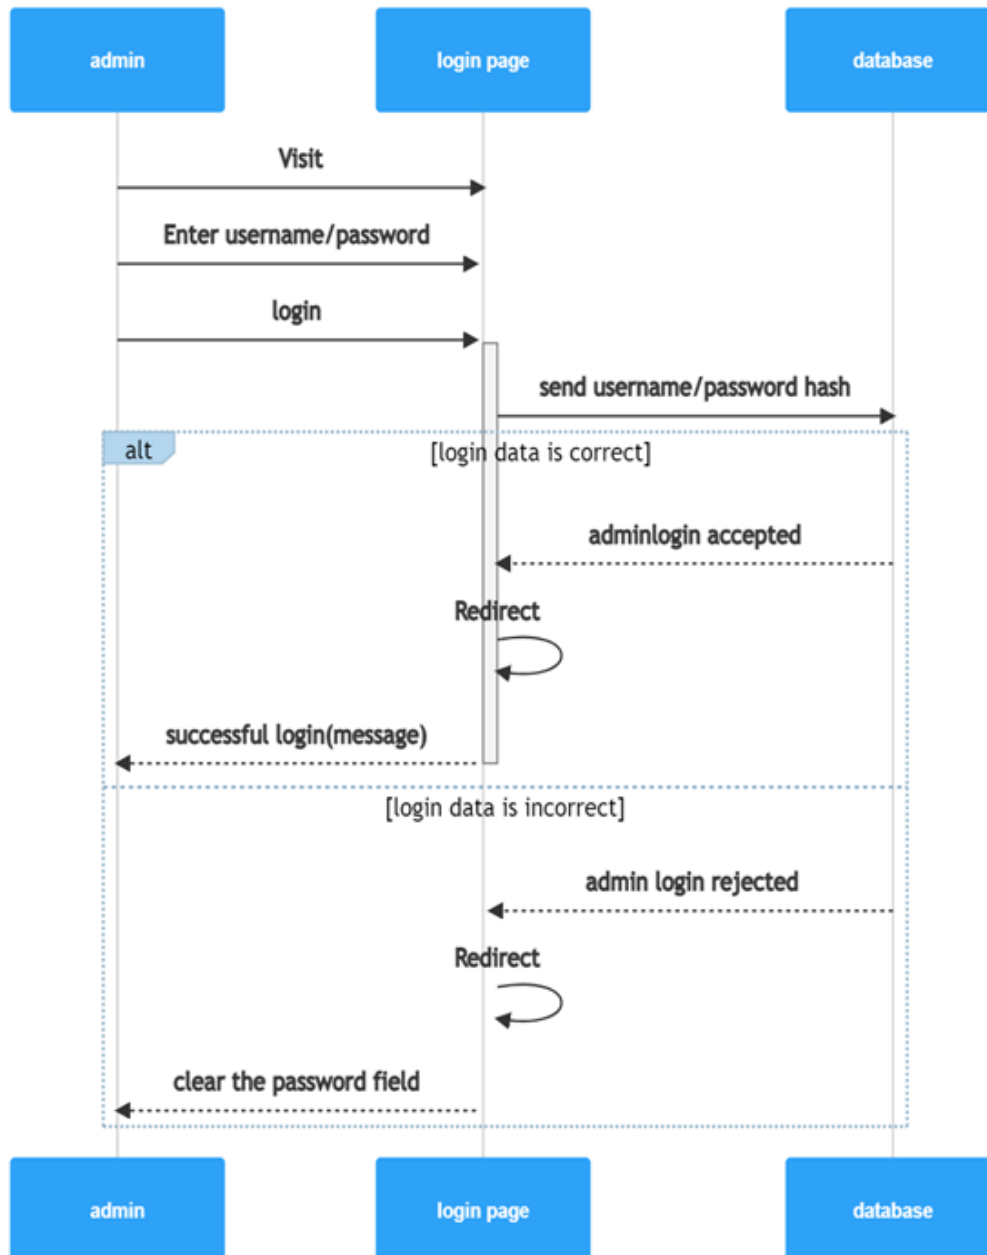 admin
login page
database
Visit
Enter username/password
login
send username/password hash
alt
[login data is correct]
adminlogin accepted
Redirect
successful login(message)
[login data is incorrect]
admin login rejected
Redirect
clear the password field
admin
login page
database